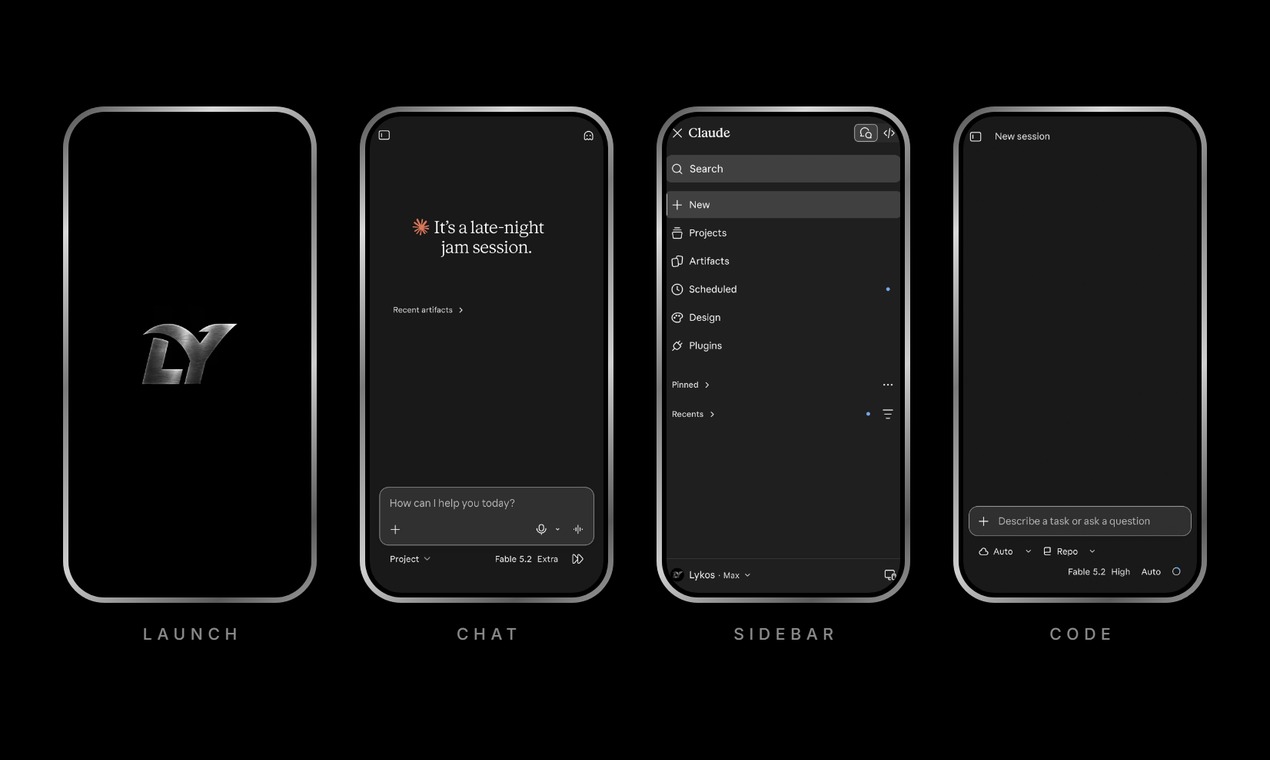 LY
LAUNCH
It's a late-night
jam session.
Recent artifacts
How can I help you today?
Project
Fable 5.2 Extra
CHAT
Claude
Search
New
Projects
Artifacts
Scheduled
Design
Plugins
Pinned
Recents
Lykos · Max
SIDEBAR
New session
Describe a task or ask a question
Auto
Repo
Fable 5.2 High Auto
CODE